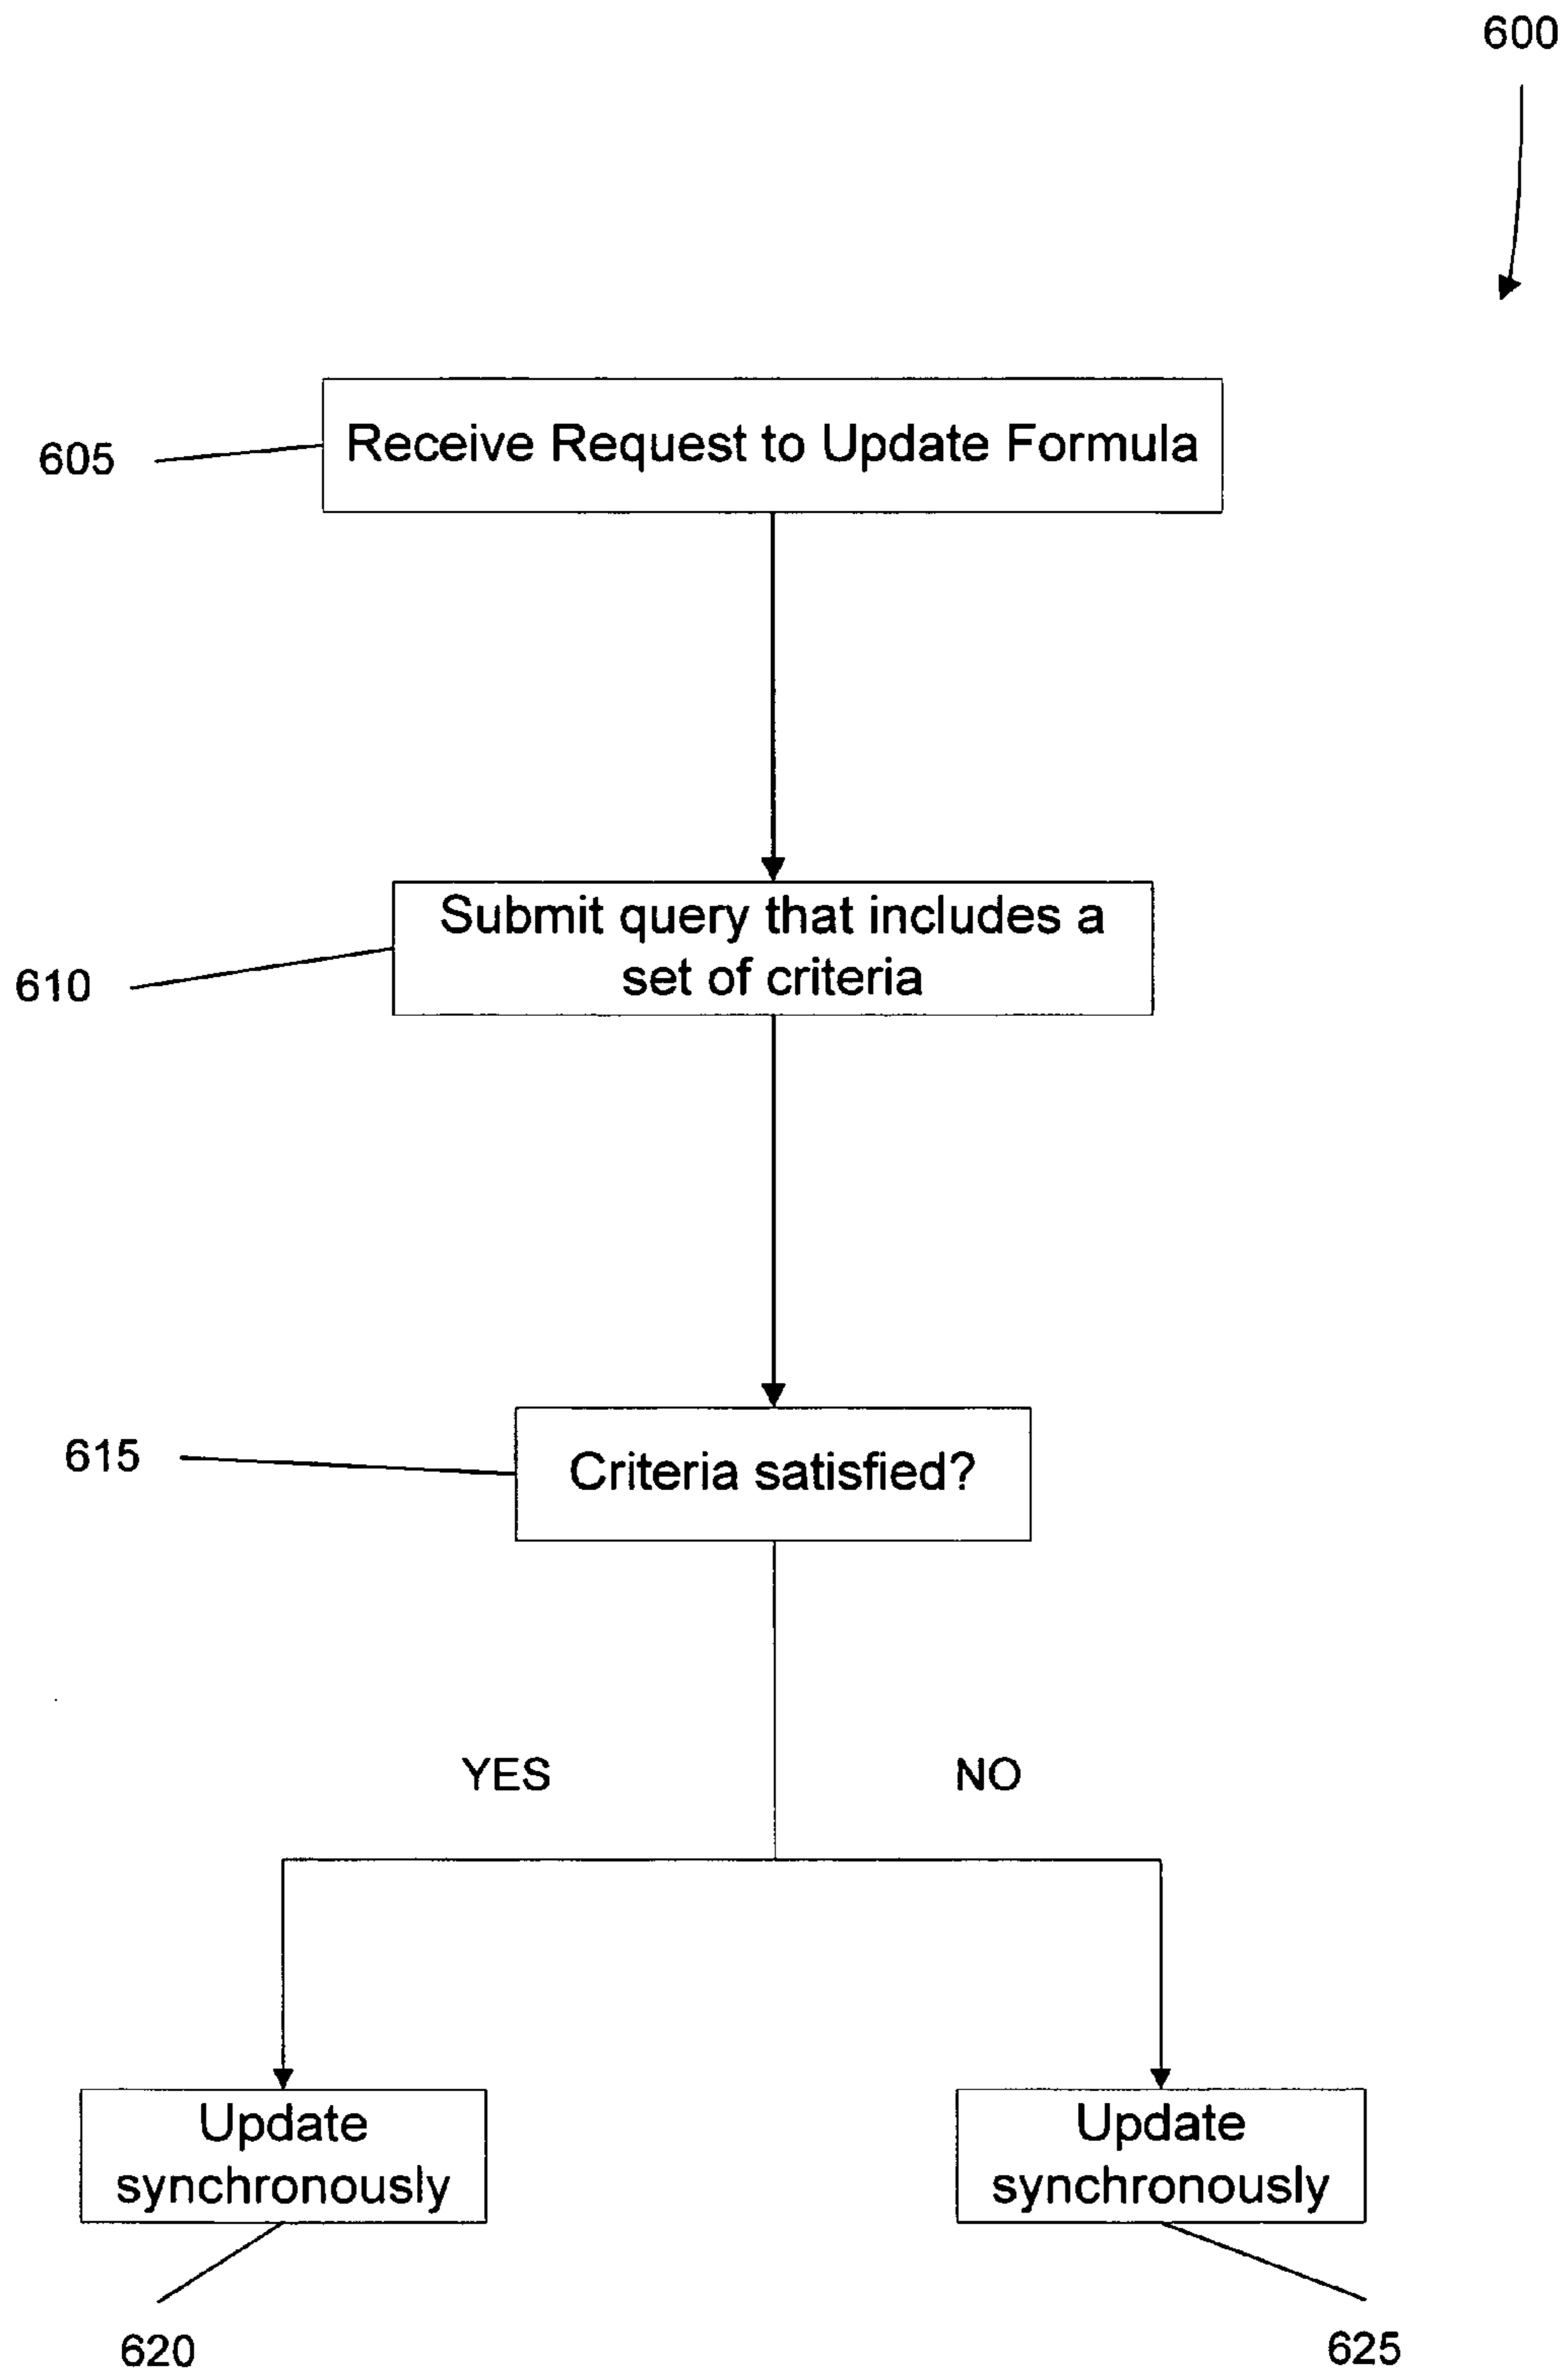 600
605
Receive Request to Update Formula
610
Submit query that includes a
set of criteria
615
Criteria satisfied?
YES
NO
Update
synchronously
Update
synchronously
620
625